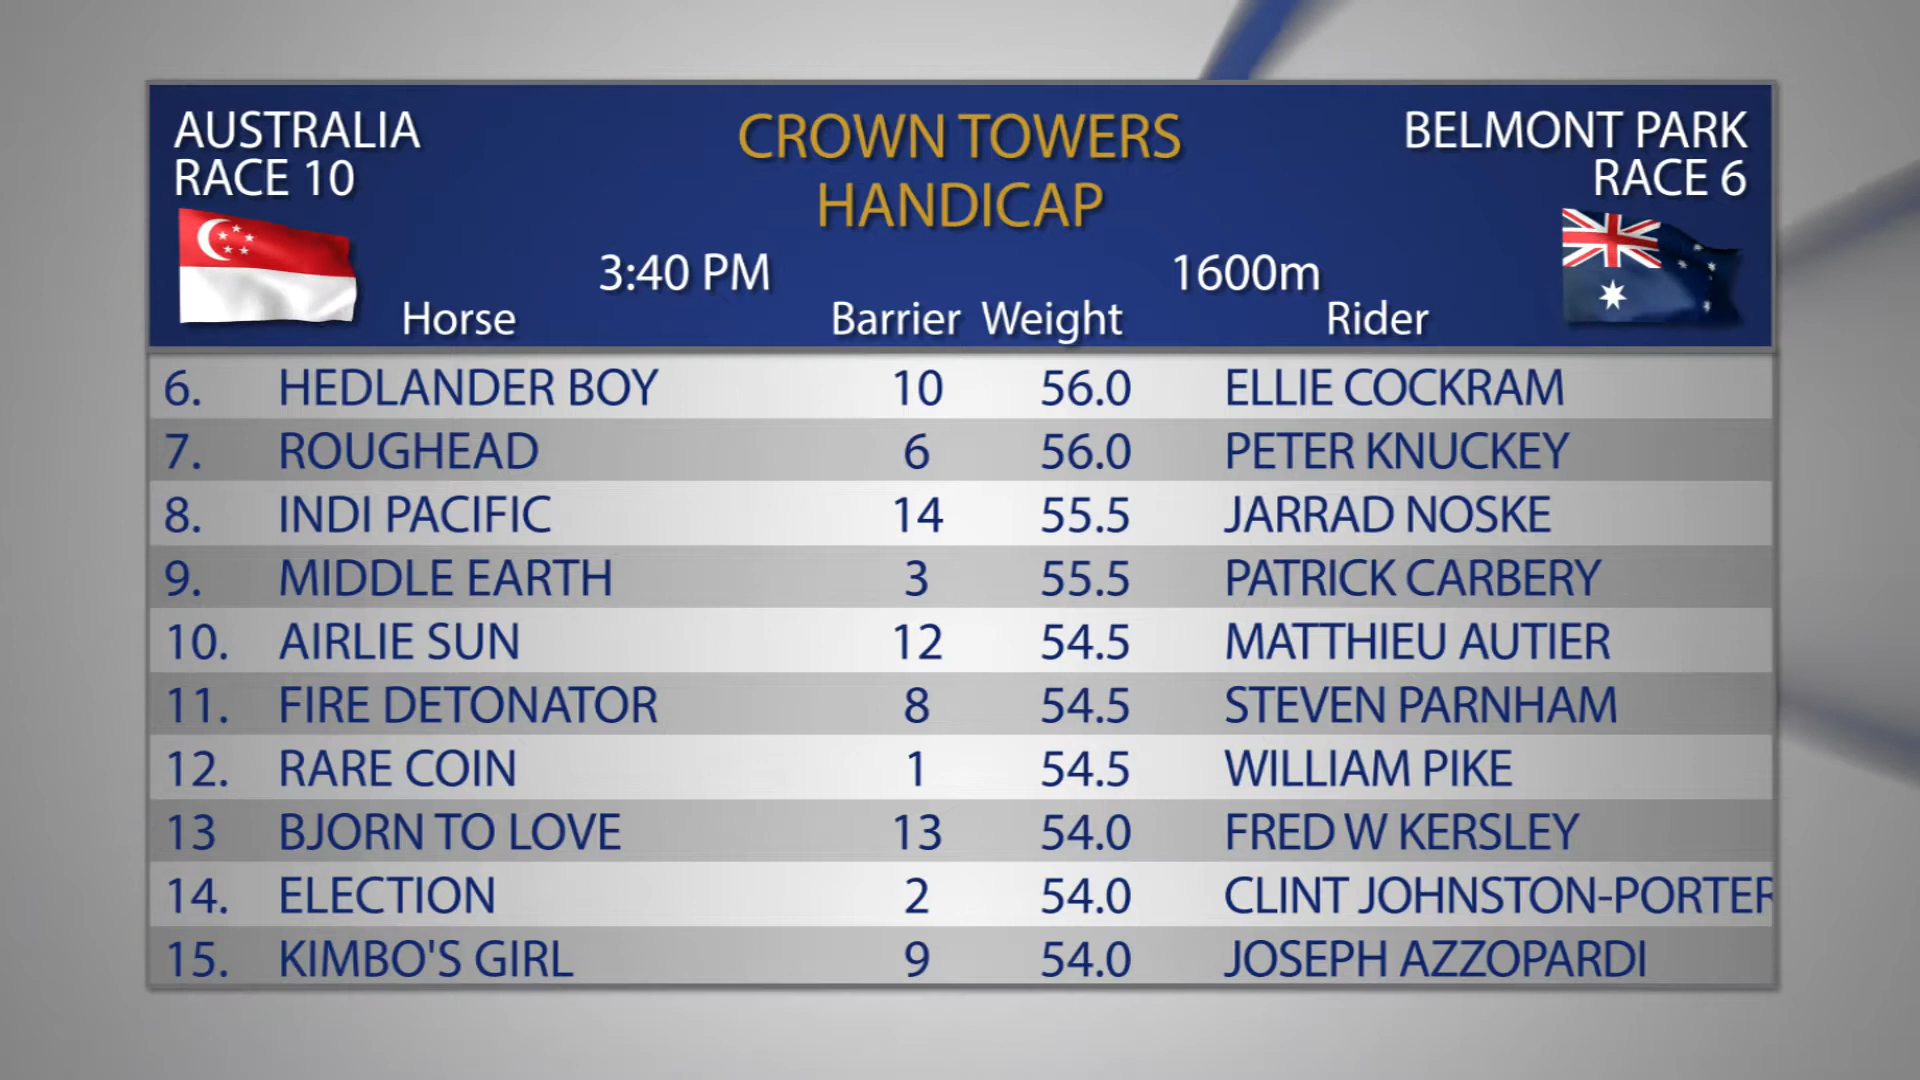 AUSTRALIA
RACE 10
CROWN TOWERS
HANDICAP
BELMONT PARK
RACE 6
3:40 PM 1600m
Horse Barrier Weight Rider
6. HEDLANDER BOY 10 56.0 ELLIE COCKRAM
7. ROUGHEAD 6 56.0 PETER KNUCKEY
8. INDI PACIFIC 14 55.5 JARRAD NOSKE
9. MIDDLE EARTH 3 55.5 PATRICK CARBERY
10. AIRLIE SUN 12 54.5 MATTHIEU AUTIER
11. FIRE DETONATOR 8 54.5 STEVEN PARNHAM
12. RARE COIN 1 54.5 WILLIAM PIKE
13 BJORN TO LOVE 13 54.0 FRED W KERSLEY
14. ELECTION 2 54.0 CLINT JOHNSTON-PORTER
15. KIMBO'S GIRL 9 54.0 JOSEPH AZZOPARDI